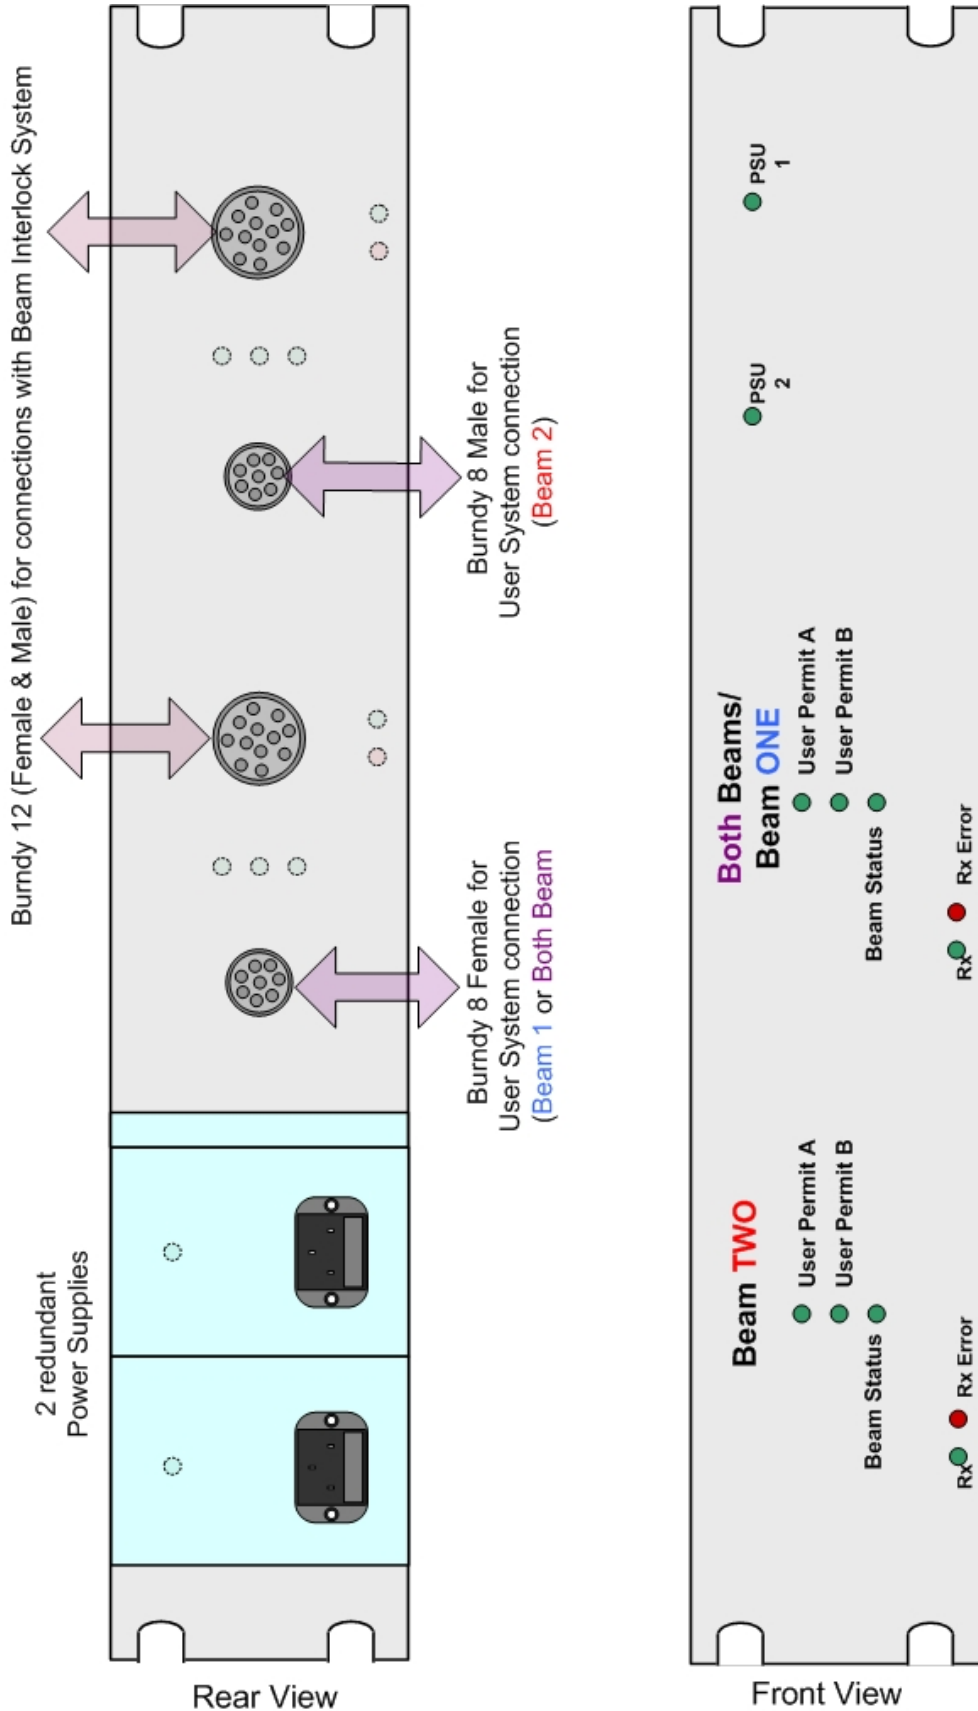 Burndy 12 (Female & Male) for connections with Beam Interlock System
2 redundant
Power Supplies
Burndy 8 Female for
User System connection
(Beam 1 or Both Beam
Burndy 8 Male for
User System connection
(Beam 2)
Rear View
Beam TWO
User Permit A
User Permit B
Beam Status
Rx
Rx Error
Both Beams/
Beam ONE
User Permit A
User Permit B
Beam Status
Rx
Rx Error
PSU
2
PSU
1
Front View